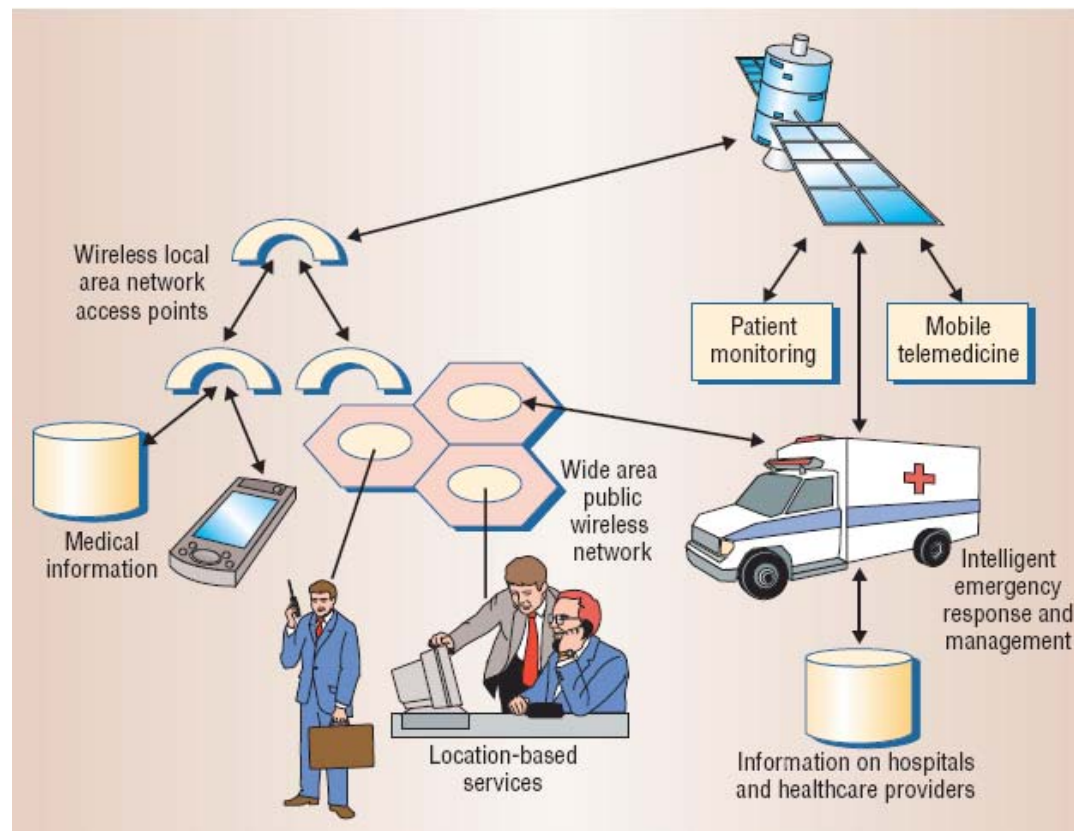 Wireless local
area network
access points
Patient
monitoring
Mobile
telemedicine
Wide area
public
wireless
network
Medical
information
Intelligent
emergency
response and
management
Location-based
services
Information on hospitals
and healthcare providers